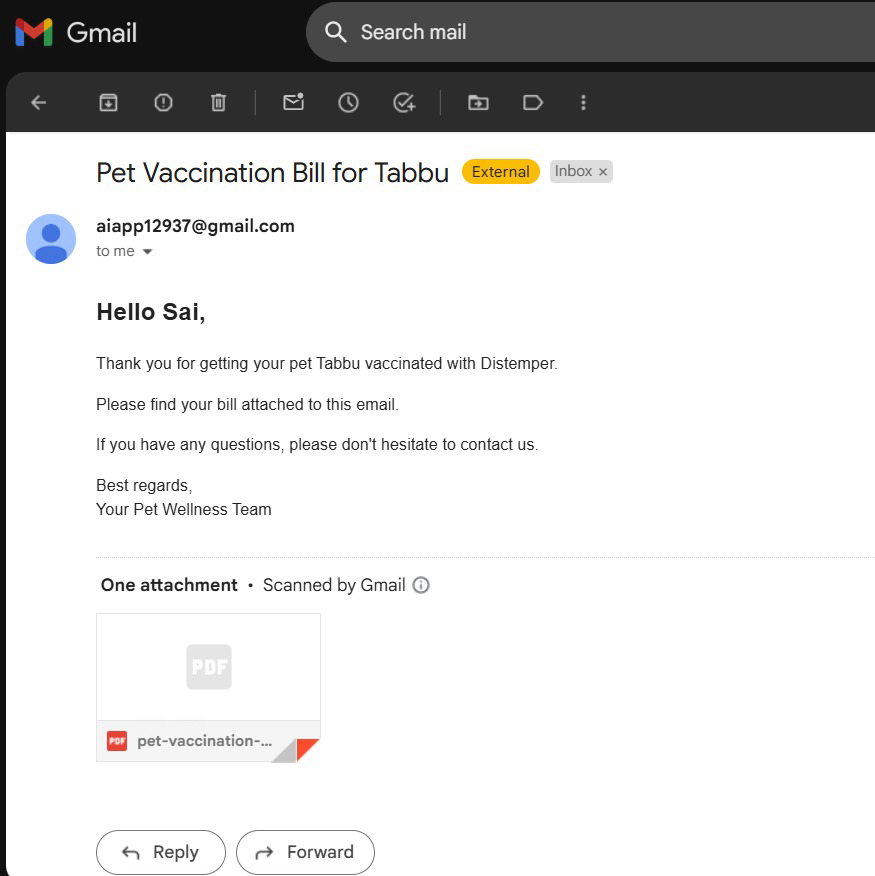 Gmail
Search mail
Pet Vaccination Bill for Tabbu External Inbox ×
aiapp12937@gmail.com
to me
Hello Sai,
Thank you for getting your pet Tabbu vaccinated with Distemper.
Please find your bill attached to this email.
If you have any questions, please don't hesitate to contact us.
Best regards,
Your Pet Wellness Team
One attachment • Scanned by Gmail
PDF
PDF pet-vaccination-...
Reply Forward